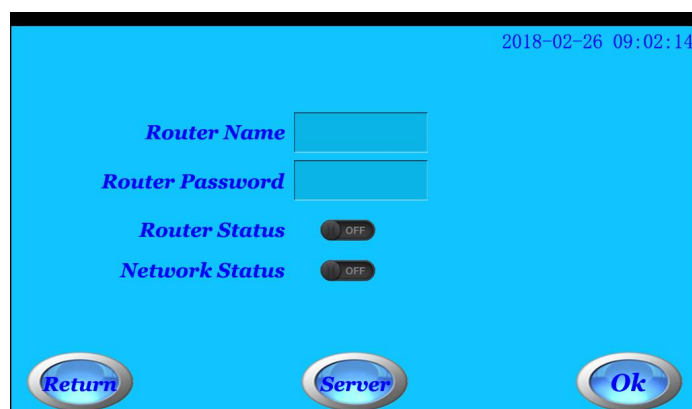 2018-02-26 09:02:14
Router Name
Router Password
Router Status OFF
Network Status OFF
Return Server Ok